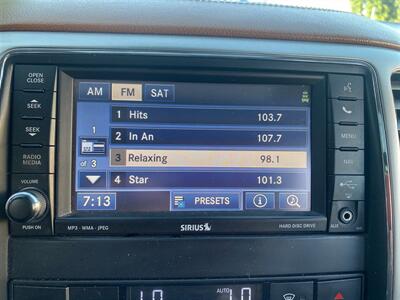 OPEN
CLOSE
SEEK
SEEK
RADIO
MEDIA
VOLUME
PUSH ON
AM FM SAT
1
of 3
1 Hits 103.7
2 In An 107.7
3 Relaxing 98.1
4 Star 101.3
7:13
PRESETS
MP3 - WMA - JPEG
SIRIUS
HARD DISC DRIVE
MENU
NAV
AUX
LO
AUTO
LO